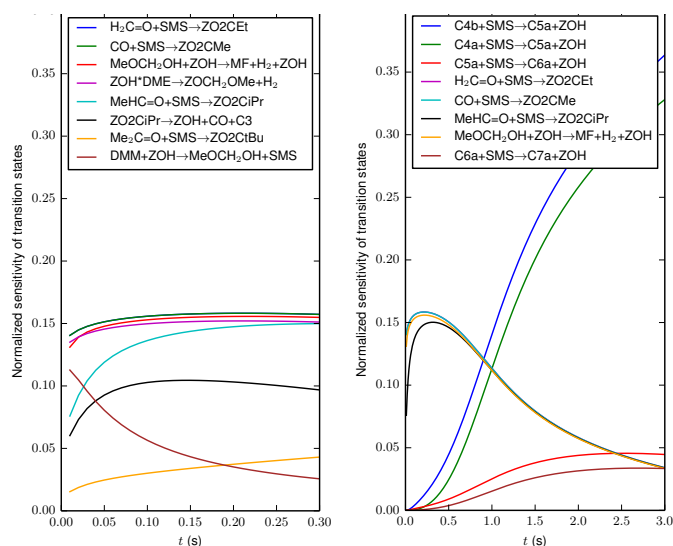 H₂C=O+SMS→ZO2CEt
CO+SMS→ZO2CMe
MeOCH₂OH+ZOH→MF+H₂+ZOH
ZOH*DME→ZOCH₂OMe+H₂
MeHC=O+SMS→ZO2CiPr
ZO2CiPr→ZOH+CO+C3
Me₂C=O+SMS→ZO2CtBu
DMM+ZOH→MeOCH₂OH+SMS
Normalized sensitivity of transition states
0.35
0.30
0.25
0.20
0.15
0.10
0.05
0.00
0.00 0.05 0.10 0.15 0.20 0.25 0.30
t (s)
C4b+SMS→C5a+ZOH
C4a+SMS→C5a+ZOH
C5a+SMS→C6a+ZOH
H₂C=O+SMS→ZO2CEt
CO+SMS→ZO2CMe
MeHC=O+SMS→ZO2CiPr
MeOCH₂OH+ZOH→MF+H₂+ZOH
C6a+SMS→C7a+ZOH
Normalized sensitivity of transition states
0.35
0.30
0.25
0.20
0.15
0.10
0.05
0.00
0.0 0.5 1.0 1.5 2.0 2.5 3.0
t (s)